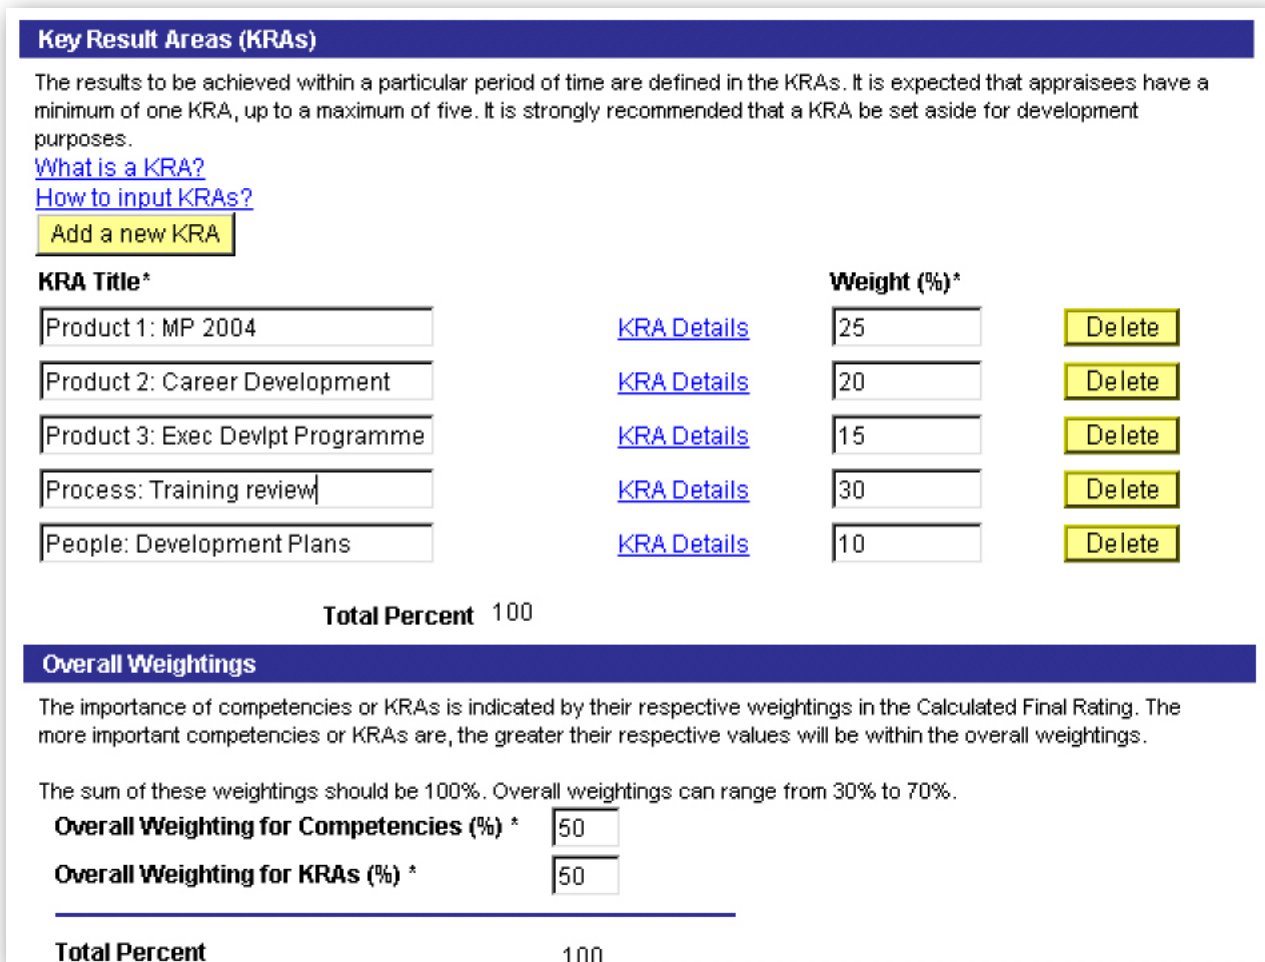 Key Result Areas (KRAs)
The results to be achieved within a particular period of time are defined in the KRAs. It is expected that appraisees have a
minimum of one KRA, up to a maximum of five. It is strongly recommended that a KRA be set aside for development
purposes.
What is a KRA?
How to input KRAs?
Add a new KRA
KRA Title* Weight (%)*
Product 1: MP 2004 KRA Details 25 Delete
Product 2: Career Development KRA Details 20 Delete
Product 3: Exec Devlpt Programme KRA Details 15 Delete
Process: Training review KRA Details 30 Delete
People: Development Plans KRA Details 10 Delete
Total Percent 100
Overall Weightings
The importance of competencies or KRAs is indicated by their respective weightings in the Calculated Final Rating. The
more important competencies or KRAs are, the greater their respective values will be within the overall weightings.
The sum of these weightings should be 100%. Overall weightings can range from 30% to 70%.
Overall Weighting for Competencies (%) * 50
Overall Weighting for KRAs (%) * 50
Total Percent 100